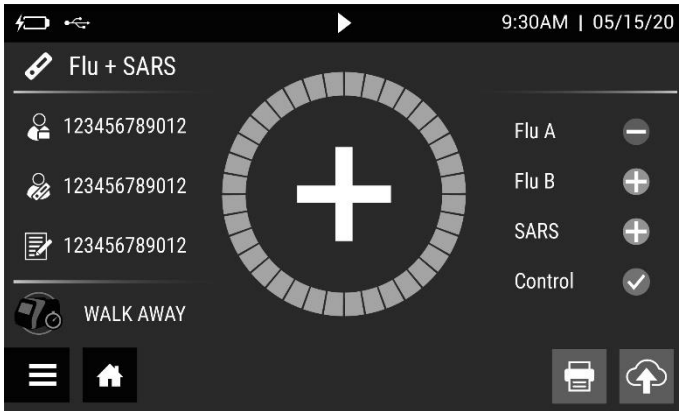 9:30AM | 05/15/20
Flu + SARS
123456789012
123456789012
123456789012
WALK AWAY
Flu A
Flu B
SARS
Control